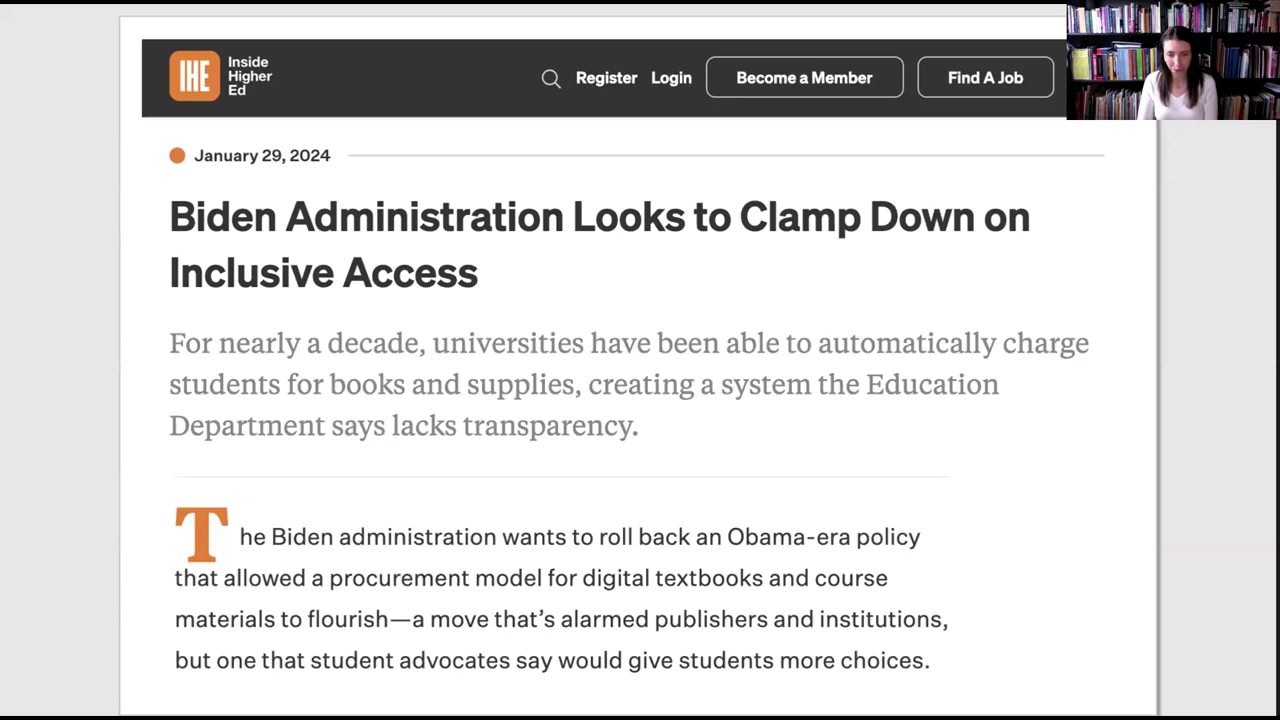 IHE
Inside
Higher
Ed
Register
Login
Become a Member
Find A Job
January 29, 2024
Biden Administration Looks to Clamp Down on
Inclusive Access
For nearly a decade, universities have been able to automatically charge
students for books and supplies, creating a system the Education
Department says lacks transparency.
The Biden administration wants to roll back an Obama-era policy
that allowed a procurement model for digital textbooks and course
materials to flourish—a move that’s alarmed publishers and institutions,
but one that student advocates say would give students more choices.